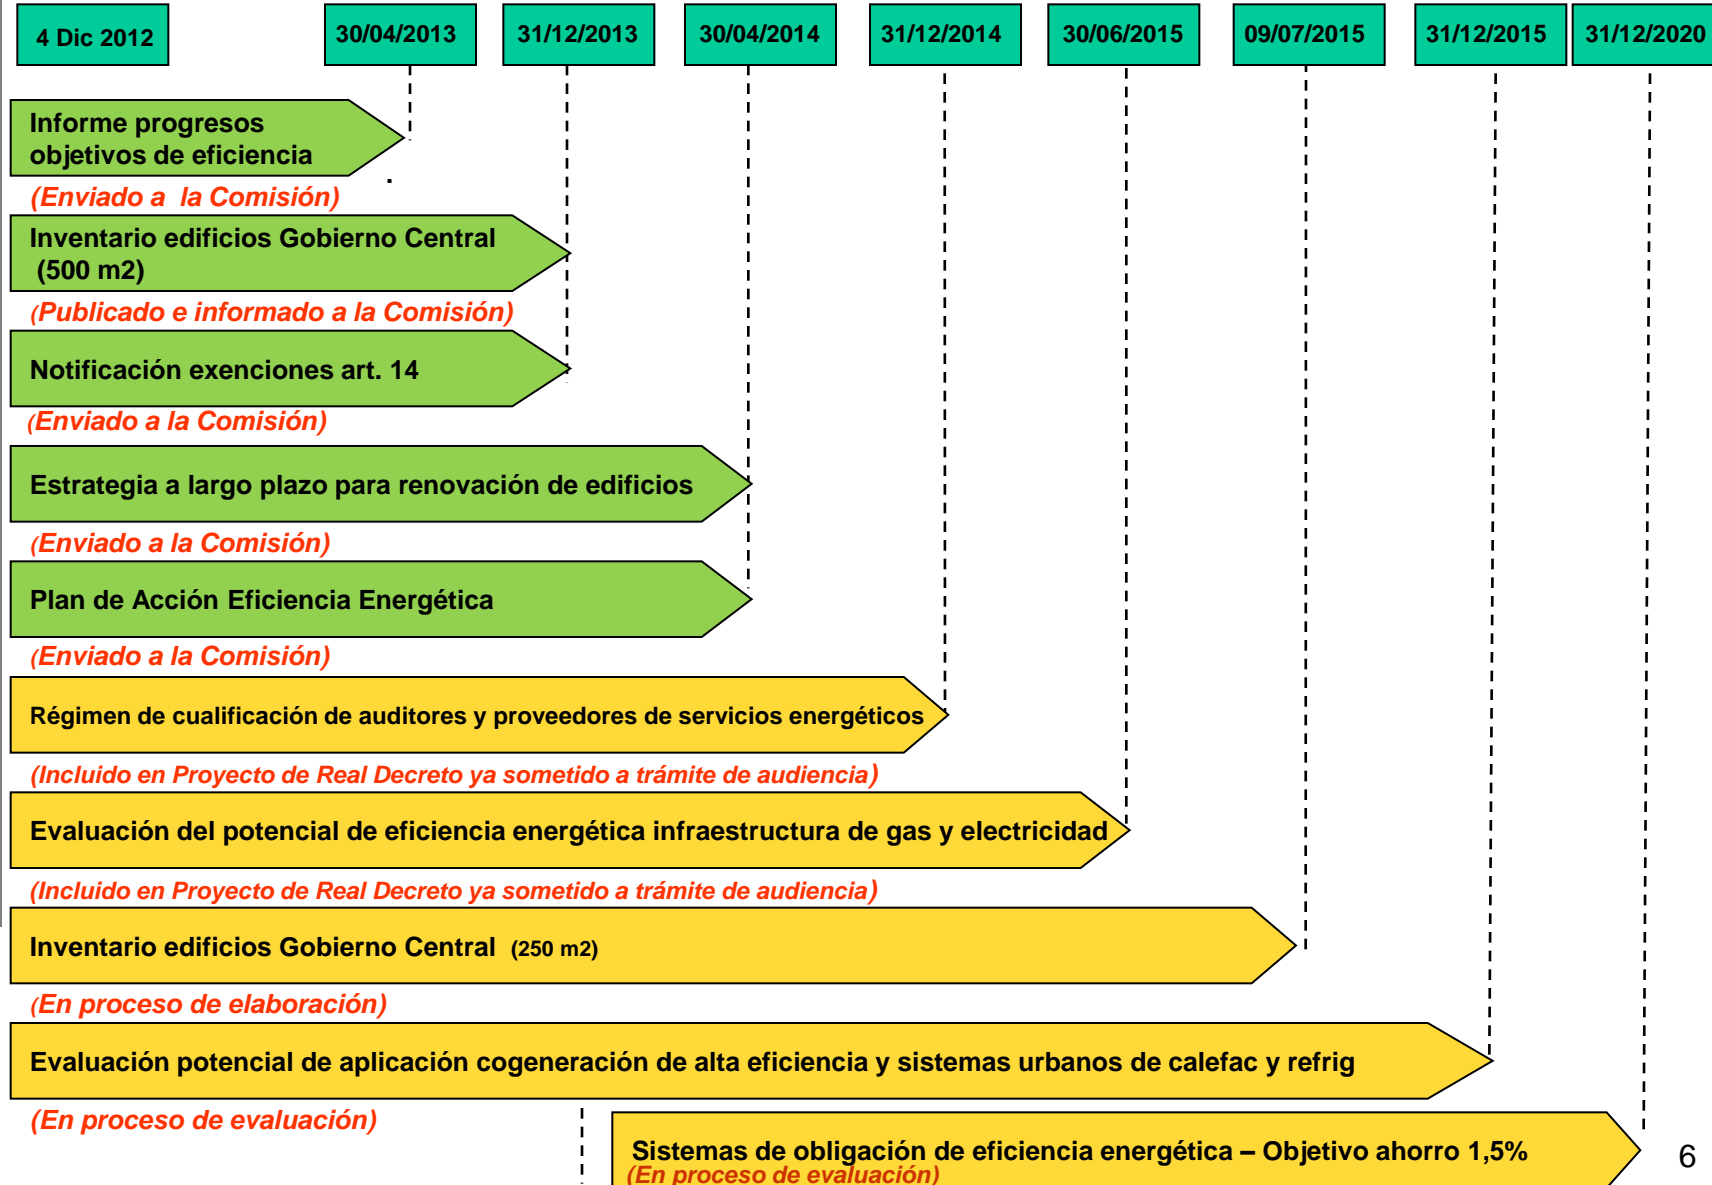 4 Dic 2012
30/04/2013
31/12/2013
30/04/2014
31/12/2014
30/06/2015
09/07/2015
31/12/2015
31/12/2020
Informe progresos
objetivos de eficiencia
.
(Enviado a la Comisión)
Inventario edificios Gobierno Central
(500 m2)
(Publicado e informado a la Comisión)
Notificación exenciones art. 14
(Enviado a la Comisión)
Estrategia a largo plazo para renovación de edificios
(Enviado a la Comisión)
Plan de Acción Eficiencia Energética
(Enviado a la Comisión)
Régimen de cualificación de auditores y proveedores de servicios energéticos
(Incluido en Proyecto de Real Decreto ya sometido a trámite de audiencia)
Evaluación del potencial de eficiencia energética infraestructura de gas y electricidad
(Incluido en Proyecto de Real Decreto ya sometido a trámite de audiencia)
Inventario edificios Gobierno Central (250 m2)
(En proceso de elaboración)
Evaluación potencial de aplicación cogeneración de alta eficiencia y sistemas urbanos de calefac y refrig
(En proceso de evaluación)
Sistemas de obligación de eficiencia energética – Objetivo ahorro 1,5%
(En proceso de evaluación)
6